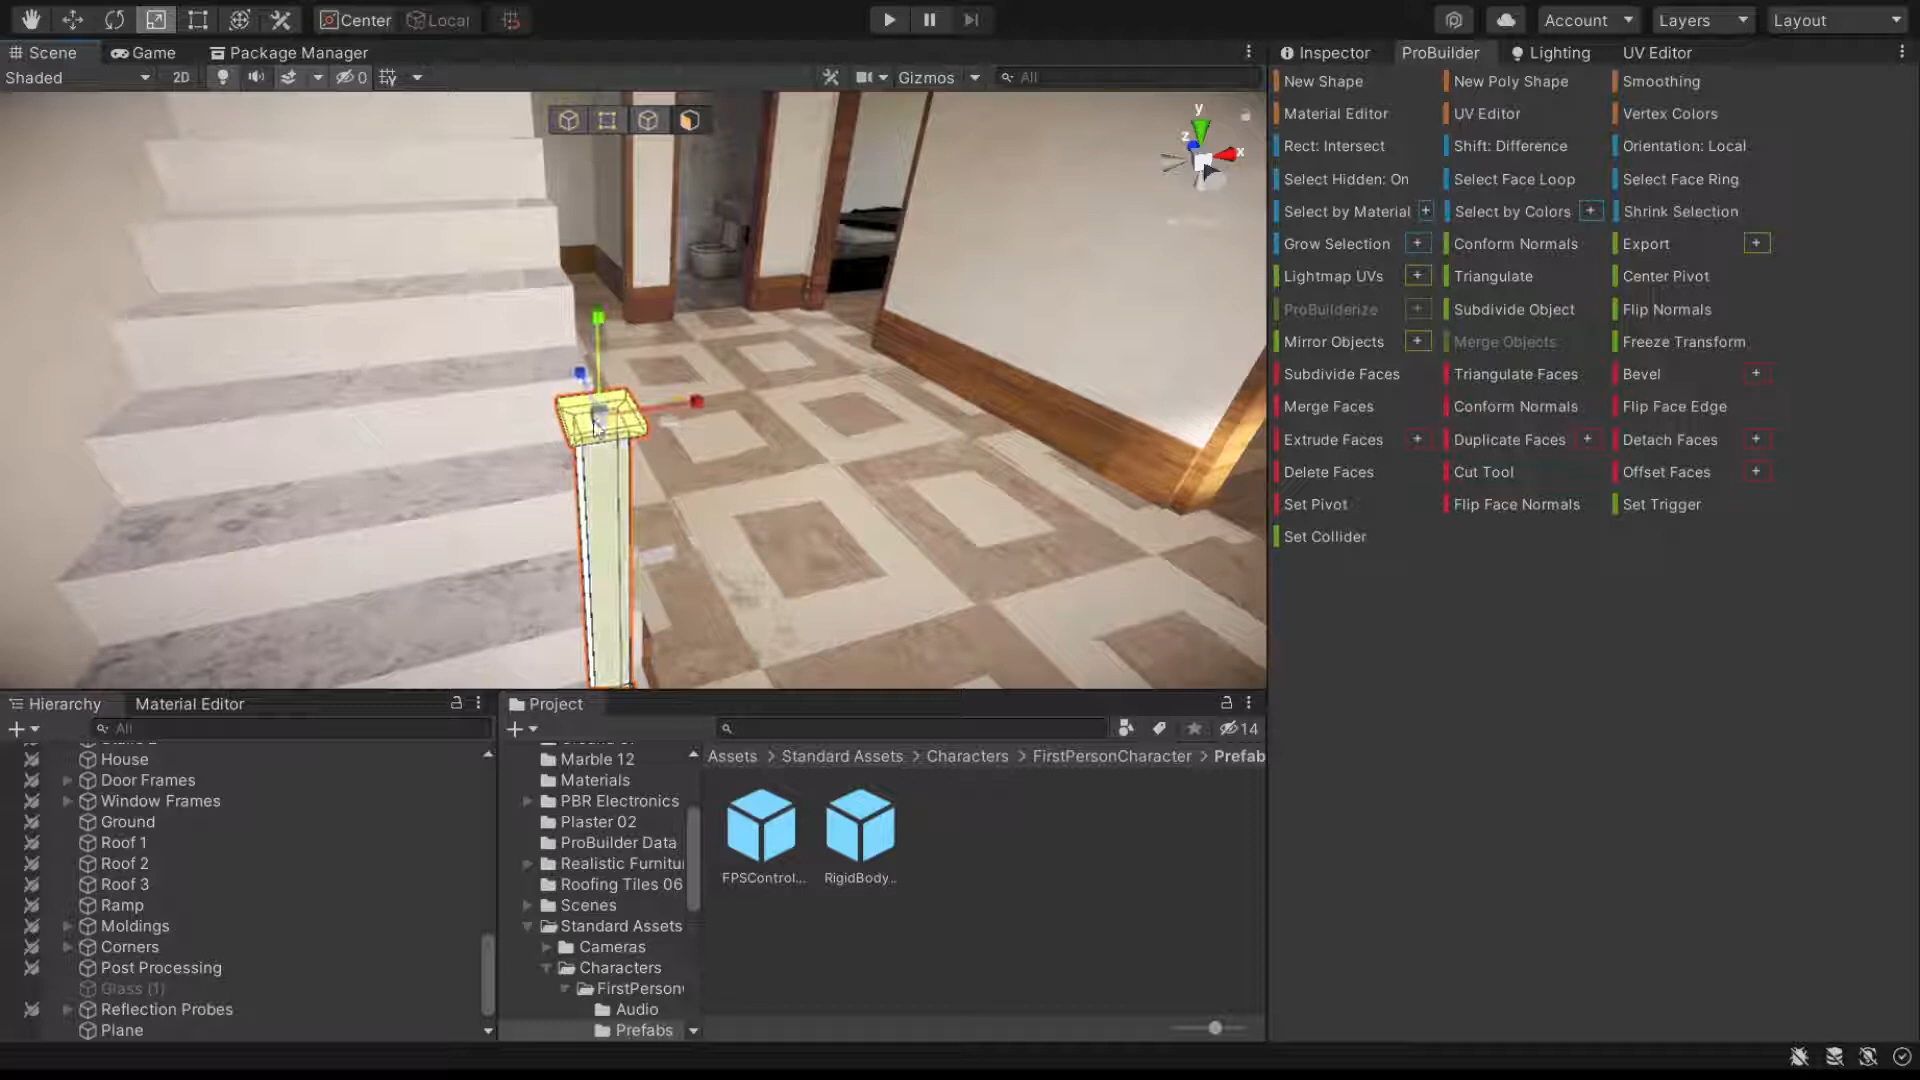 Center Local Account Layers Layout
Scene Game Package Manager Inspector ProBuilder Lighting UV Editor
Shaded 2D 0 Gizmos All
y
z x
New Shape New Poly Shape Smoothing
Material Editor UV Editor Vertex Colors
Rect: Intersect Shift: Difference Orientation: Local
Select Hidden: On Select Face Loop Select Face Ring
Select by Material + Select by Colors + Shrink Selection
Grow Selection + Conform Normals Export +
Lightmap UVs + Triangulate Center Pivot
ProBuilderize + Subdivide Object Flip Normals
Mirror Objects + Merge Objects Freeze Transform
Subdivide Faces Triangulate Faces Bevel +
Merge Faces Conform Normals Flip Face Edge
Extrude Faces + Duplicate Faces + Detach Faces +
Delete Faces Cut Tool Offset Faces +
Set Pivot Flip Face Normals Set Trigger
Set Collider
Hierarchy Material Editor
All
House
Door Frames
Window Frames
Ground
Roof 1
Roof 2
Roof 3
Ramp
Moldings
Corners
Post Processing
Glass (1)
Reflection Probes
Plane
Project
14
Marble 12
Materials
PBR Electronics
Plaster 02
ProBuilder Data
Realistic Furnitu
Roofing Tiles 06
Scenes
Standard Assets
Cameras
Characters
FirstPerson
Audio
Prefabs
Assets > Standard Assets > Characters > FirstPersonCharacter > Prefab
FPSControl... RigidBody...